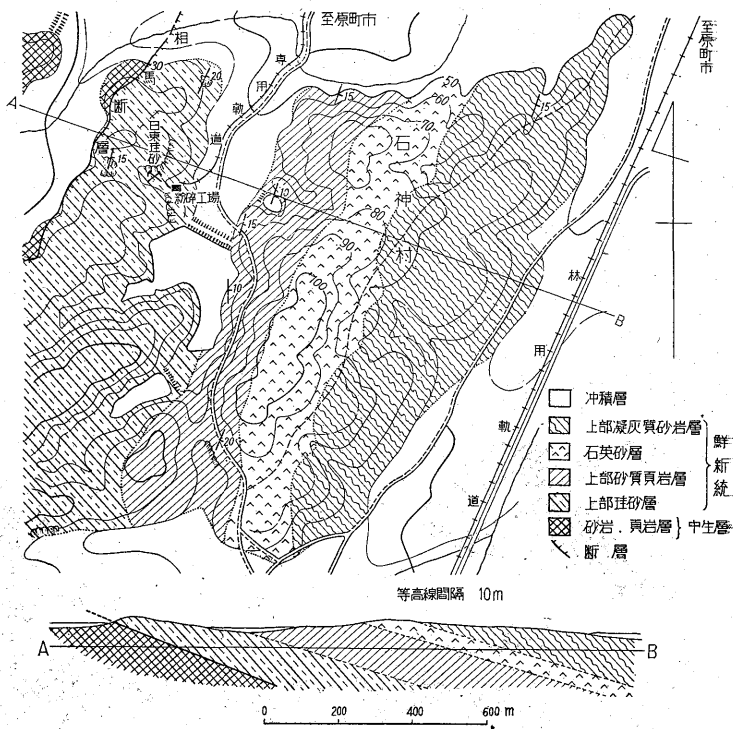 至原町市
至原町市
相
馬
断
層
専
用
軌
道
日東珪砂
新砕工場
石
神
村
林
用
軌
道
A
B
30
20
15
15
15
10
15
10
20
50
60
70
80
90
100
冲積層
上部凝灰質砂岩層
石英砂層
上部砂質頁岩層
上部珪砂層
鮮新統
砂岩，頁岩層}中生層
断層
等高線間隔 10m
A
B
0 200 400 600 m